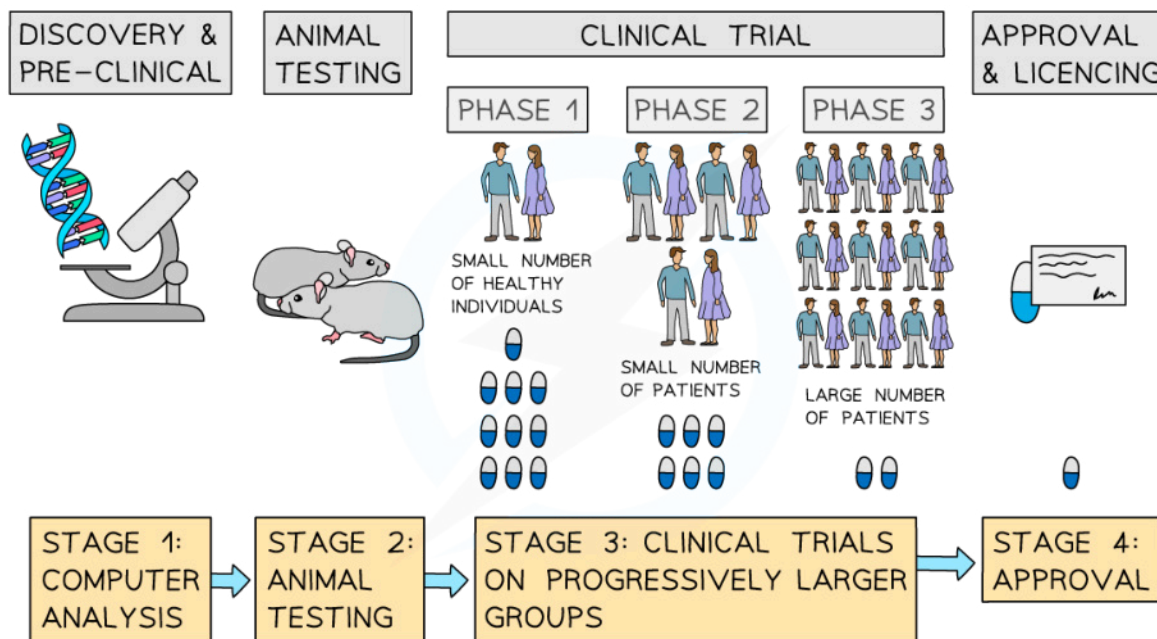 DISCOVERY &
PRE-CLINICAL
ANIMAL
TESTING
CLINICAL TRIAL
APPROVAL
& LICENCING
PHASE 1
PHASE 2
PHASE 3
SMALL NUMBER
OF HEALTHY
INDIVIDUALS
SMALL NUMBER
OF PATIENTS
LARGE NUMBER
OF PATIENTS
STAGE 1:
COMPUTER
ANALYSIS
STAGE 2:
ANIMAL
TESTING
STAGE 3: CLINICAL TRIALS
ON PROGRESSIVELY LARGER
GROUPS
STAGE 4:
APPROVAL